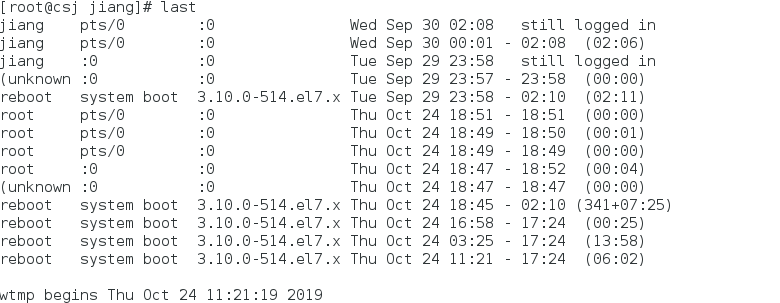 [root@csj jiang]# last
jiang    pts/0        :0               Wed Sep 30 02:08   still logged in
jiang    pts/0        :0               Wed Sep 30 00:01 - 02:08  (02:06)
jiang    :0           :0               Tue Sep 29 23:58   still logged in
(unknown :0           :0               Tue Sep 29 23:57 - 23:58  (00:00)
reboot   system boot  3.10.0-514.el7.x Tue Sep 29 23:58 - 02:10  (02:11)
root     pts/0        :0               Thu Oct 24 18:51 - 18:51  (00:00)
root     pts/0        :0               Thu Oct 24 18:49 - 18:50  (00:01)
root     pts/0        :0               Thu Oct 24 18:49 - 18:49  (00:00)
root     :0           :0               Thu Oct 24 18:47 - 18:52  (00:04)
(unknown :0           :0               Thu Oct 24 18:47 - 18:47  (00:00)
reboot   system boot  3.10.0-514.el7.x Thu Oct 24 18:45 - 02:10 (341+07:25)
reboot   system boot  3.10.0-514.el7.x Thu Oct 24 16:58 - 17:24  (00:25)
reboot   system boot  3.10.0-514.el7.x Thu Oct 24 03:25 - 17:24  (13:58)
reboot   system boot  3.10.0-514.el7.x Thu Oct 24 11:21 - 17:24  (06:02)
wtmp begins Thu Oct 24 11:21:19 2019